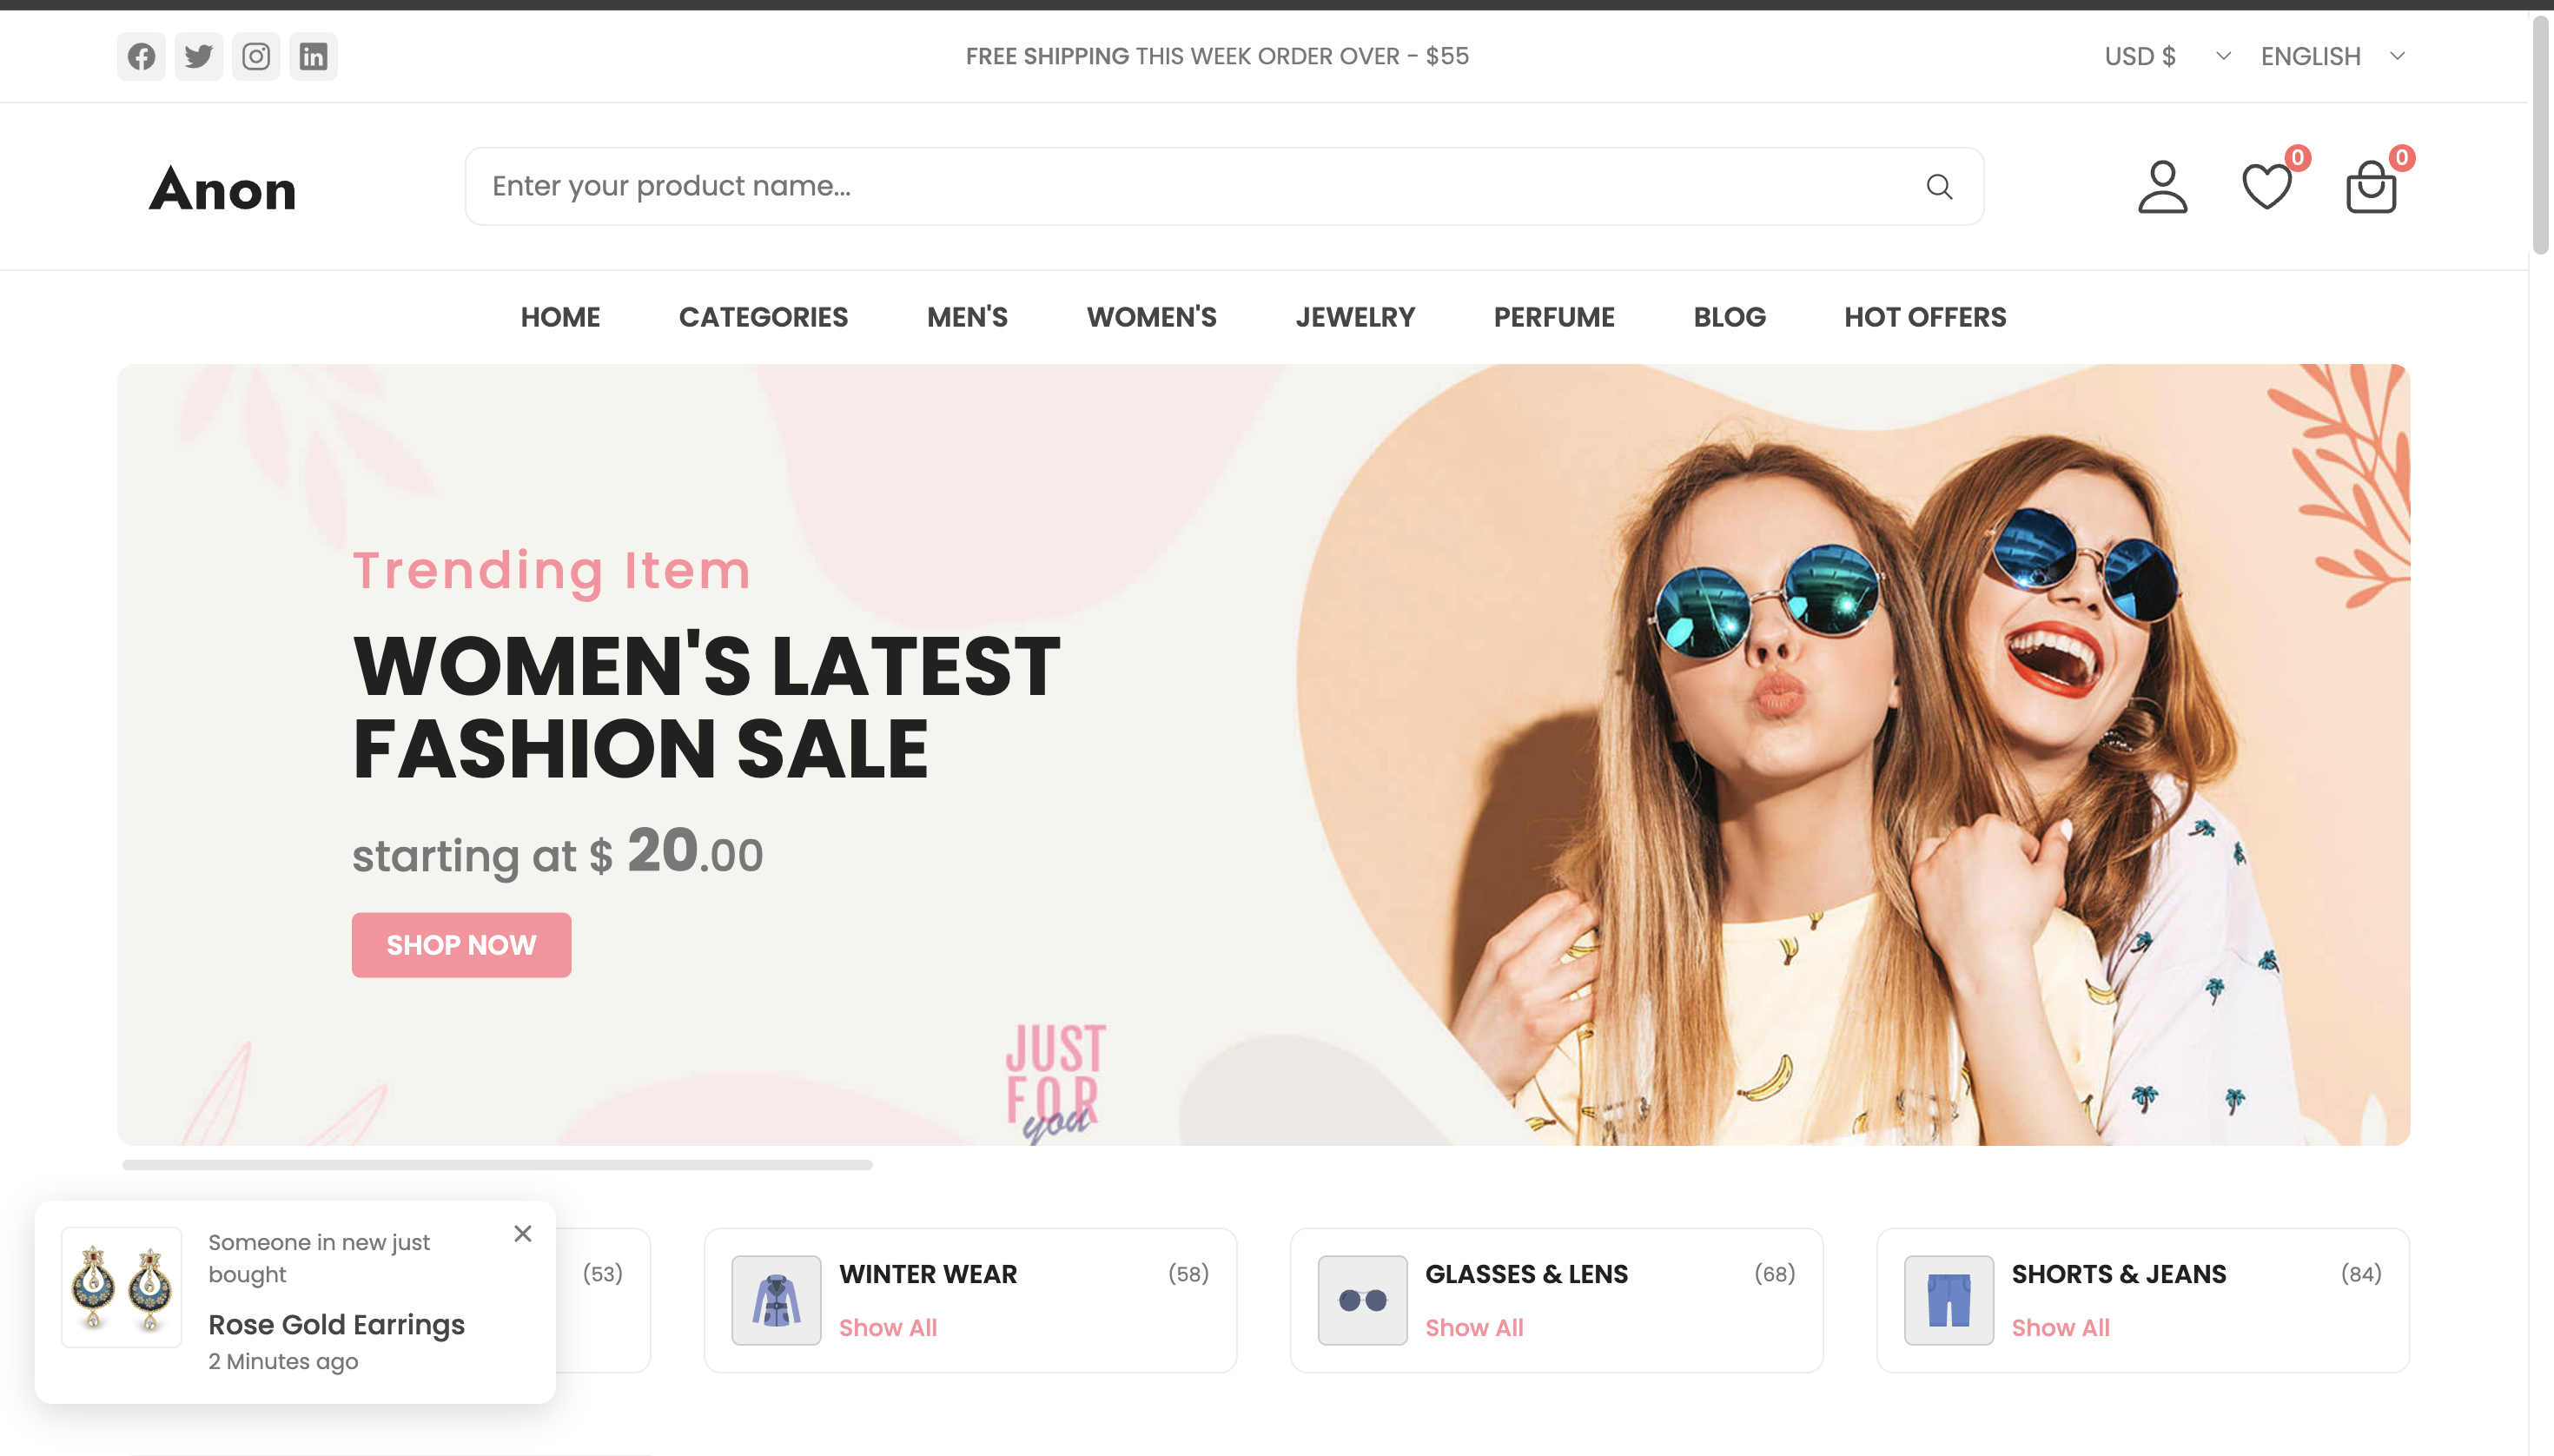 FREE SHIPPING THIS WEEK ORDER OVER - $55
USD $
ENGLISH
Anon
Enter your product name...
0
0
HOME
CATEGORIES
MEN'S
WOMEN'S
JEWELRY
PERFUME
BLOG
HOT OFFERS
Trending Item
WOMEN'S LATEST
FASHION SALE
starting at $ 20.00
SHOP NOW
JUST
FOR
you
Someone in new just
bought
Rose Gold Earrings
2 Minutes ago
(53)
WINTER WEAR
(58)
Show All
GLASSES & LENS
(68)
Show All
SHORTS & JEANS
(84)
Show All